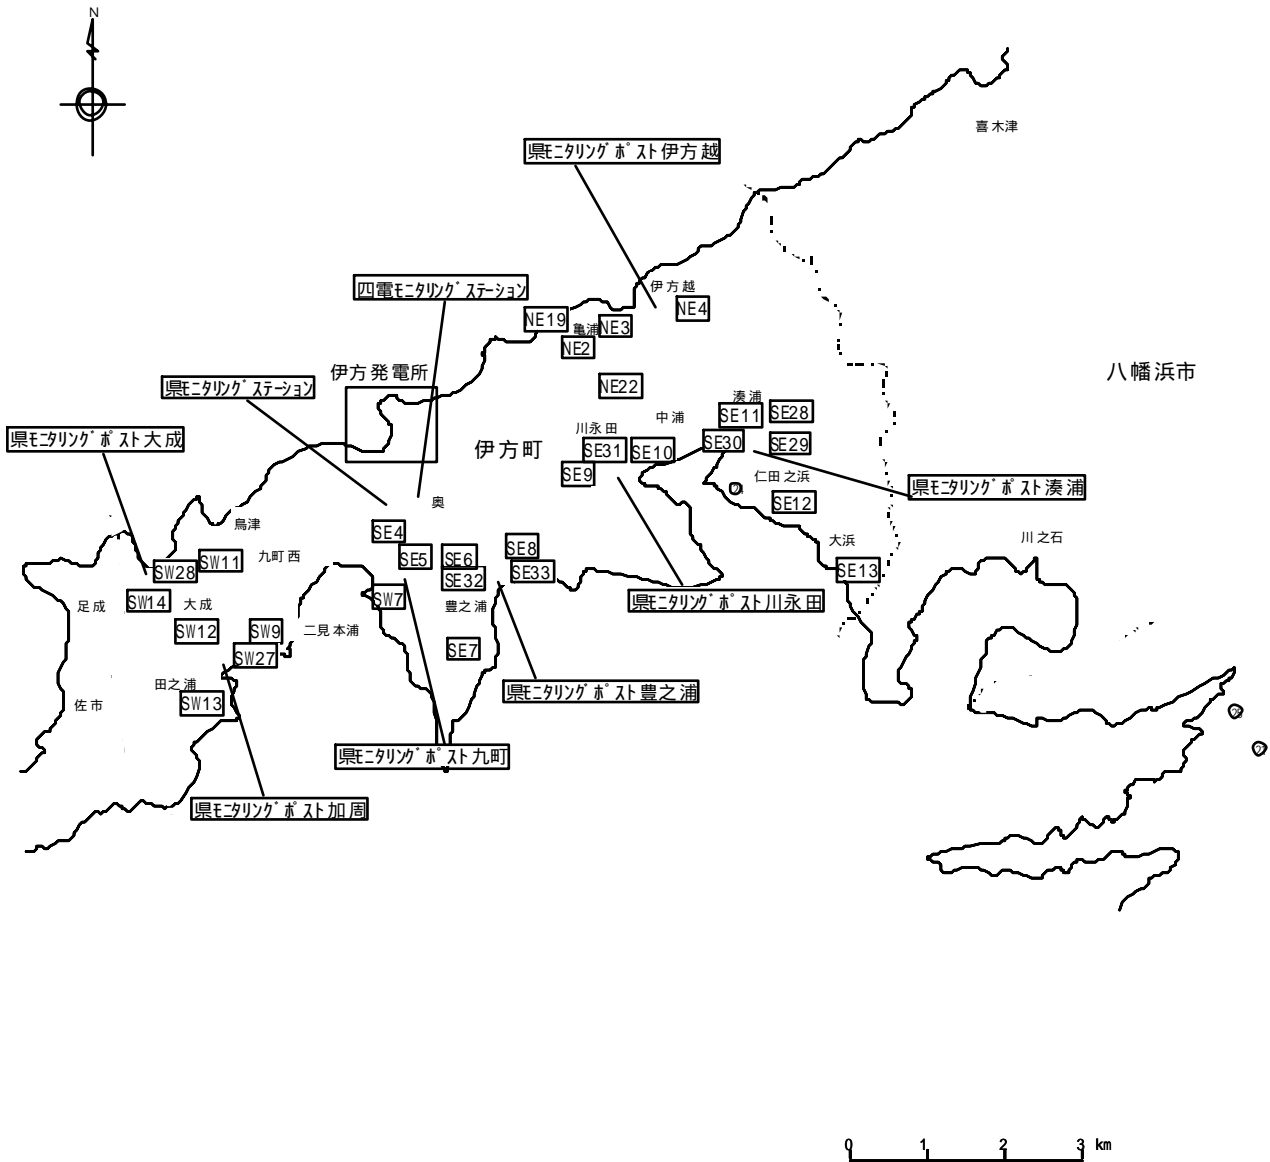 N
喜木津
県モニタリングポスト伊方越
伊方越
四電モニタリングステーション
NE4
NE19
亀浦
NE3
NE2
伊方発電所
八幡浜市
県モニタリングステーション
NE22
湊浦
SE11
SE28
中浦
川永田
県モニタリングポスト大成
伊方町
SE31
SE10
SE30
SE29
SE9
仁田之浜
県モニタリングポスト湊浦
奥
SE12
鳥津
SE4
大浜
川之石
九町西
SW11
SE5
SE6
SE8
SW28
SE32
SE33
SE13
SW14
大成
SW7
豊之浦
県モニタリングポスト川永田
足成
SW12
SW9
二見本浦
SW27
SE7
田之浦
県モニタリングポスト豊之浦
佐市
SW13
県モニタリングポスト九町
県モニタリングポスト加周
0 1 2 3 km